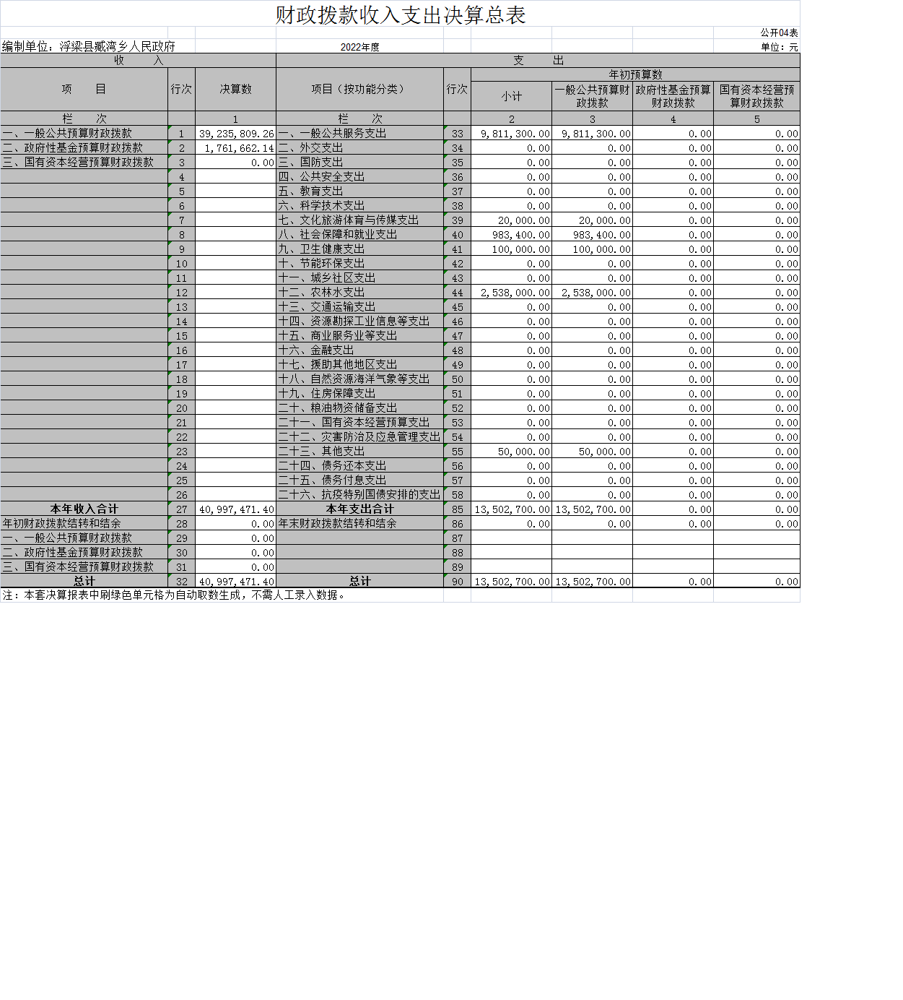 财政拨款收入支出决算总表
公开04表
编制单位：浮梁县臧湾乡人民政府 2022年度 单位：元
收 入 支 出
项 目 行次 决算数 项目（按功能分类） 行次 年初预算数
小计 一般公共预算财政拨款 政府性基金预算财政拨款 国有资本经营预算财政拨款
栏 次 1 栏 次 2 3 4 5
一、一般公共预算财政拨款 1 39,235,809.26 一、一般公共服务支出 33 9,811,300.00 9,811,300.00 0.00 0.00
二、政府性基金预算财政拨款 2 1,761,662.14 二、外交支出 34 0.00 0.00 0.00 0.00
三、国有资本经营预算财政拨款 3 0.00 三、国防支出 35 0.00 0.00 0.00 0.00
4 四、公共安全支出 36 0.00 0.00 0.00 0.00
5 五、教育支出 37 0.00 0.00 0.00 0.00
6 六、科学技术支出 38 0.00 0.00 0.00 0.00
7 七、文化旅游体育与传媒支出 39 20,000.00 20,000.00 0.00 0.00
8 八、社会保障和就业支出 40 983,400.00 983,400.00 0.00 0.00
9 九、卫生健康支出 41 100,000.00 100,000.00 0.00 0.00
10 十、节能环保支出 42 0.00 0.00 0.00 0.00
11 十一、城乡社区支出 43 0.00 0.00 0.00 0.00
12 十二、农林水支出 44 2,538,000.00 2,538,000.00 0.00 0.00
13 十三、交通运输支出 45 0.00 0.00 0.00 0.00
14 十四、资源勘探工业信息等支出 46 0.00 0.00 0.00 0.00
15 十五、商业服务业等支出 47 0.00 0.00 0.00 0.00
16 十六、金融支出 48 0.00 0.00 0.00 0.00
17 十七、援助其他地区支出 49 0.00 0.00 0.00 0.00
18 十八、自然资源海洋气象等支出 50 0.00 0.00 0.00 0.00
19 十九、住房保障支出 51 0.00 0.00 0.00 0.00
20 二十、粮油物资储备支出 52 0.00 0.00 0.00 0.00
21 二十一、国有资本经营预算支出 53 0.00 0.00 0.00 0.00
22 二十二、灾害防治及应急管理支出 54 0.00 0.00 0.00 0.00
23 二十三、其他支出 55 50,000.00 50,000.00 0.00 0.00
24 二十四、债务还本支出 56 0.00 0.00 0.00 0.00
25 二十五、债务付息支出 57 0.00 0.00 0.00 0.00
26 二十六、抗疫特别国债安排的支出 58 0.00 0.00 0.00 0.00
本年收入合计 27 40,997,471.40 本年支出合计 85 13,502,700.00 13,502,700.00 0.00 0.00
年初财政拨款结转和结余 28 0.00 年末财政拨款结转和结余 86 0.00 0.00 0.00 0.00
一、一般公共预算财政拨款 29 0.00 87
二、政府性基金预算财政拨款 30 0.00 88
三、国有资本经营预算财政拨款 31 0.00 89
总计 32 40,997,471.40 总计 90 13,502,700.00 13,502,700.00 0.00 0.00
注：本套决算报表中刷绿色单元格为自动取数生成，不需人工录入数据。